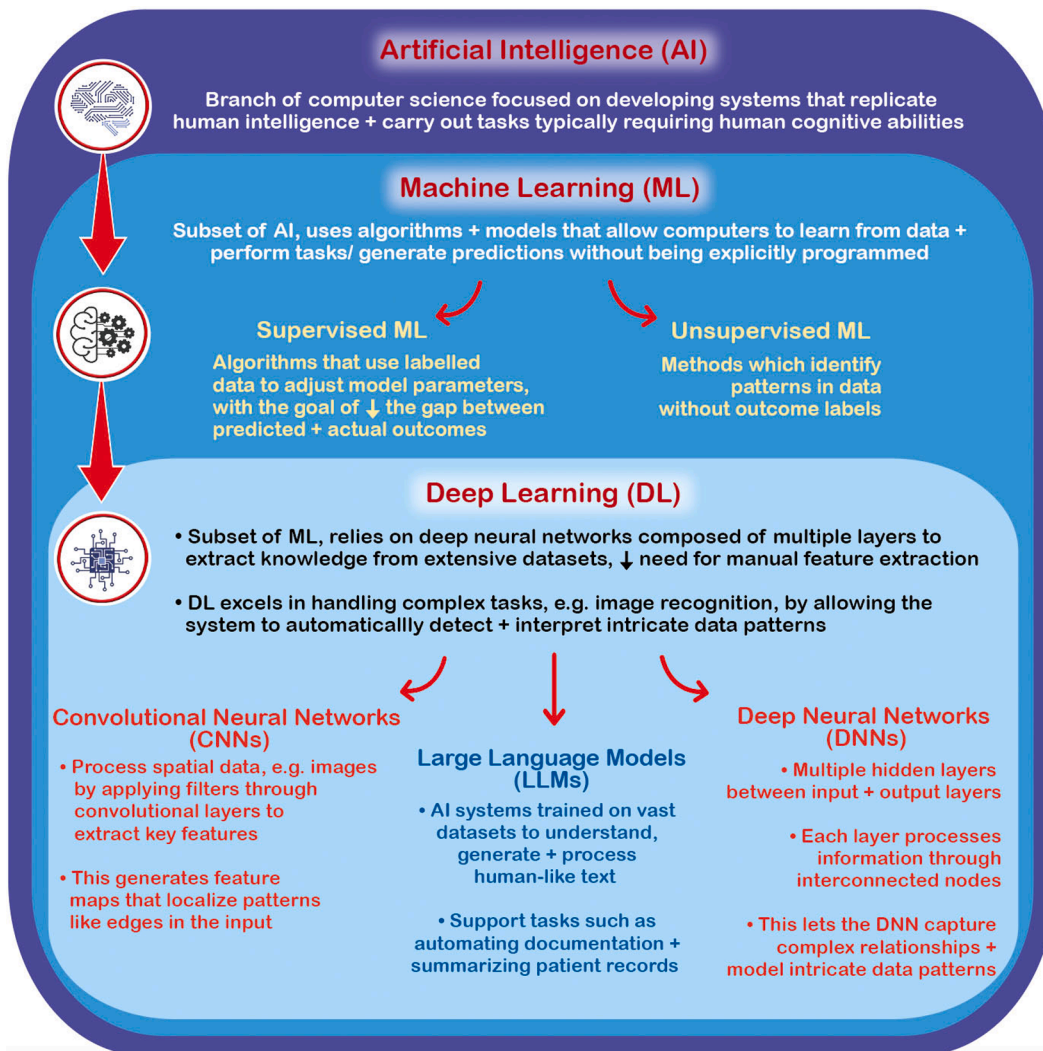 Artificial Intelligence (AI)
Branch of computer science focused on developing systems that replicate
human intelligence + carry out tasks typically requiring human cognitive abilities
Machine Learning (ML)
Subset of AI, uses algorithms + models that allow computers to learn from data +
perform tasks/ generate predictions without being explicitly programmed
Supervised ML
Algorithms that use labelled
data to adjust model parameters,
with the goal of ↓ the gap between
predicted + actual outcomes
Unsupervised ML
Methods which identify
patterns in data
without outcome labels
Deep Learning (DL)
• Subset of ML, relies on deep neural networks composed of multiple layers to
extract knowledge from extensive datasets, ↓ need for manual feature extraction
• DL excels in handling complex tasks, e.g. image recognition, by allowing the
system to automaticallly detect + interpret intricate data patterns
Convolutional Neural Networks
(CNNs)
• Process spatial data, e.g. images
by applying filters through
convolutional layers to
extract key features
• This generates feature
maps that localize patterns
like edges in the input
Large Language Models
(LLMs)
• AI systems trained on vast
datasets to understand,
generate + process
human-like text
• Support tasks such as
automating documentation +
summarizing patient records
Deep Neural Networks
(DNNs)
• Multiple hidden layers
between input + output layers
• Each layer processes
information through
interconnected nodes
• This lets the DNN capture
complex relationships +
model intricate data patterns